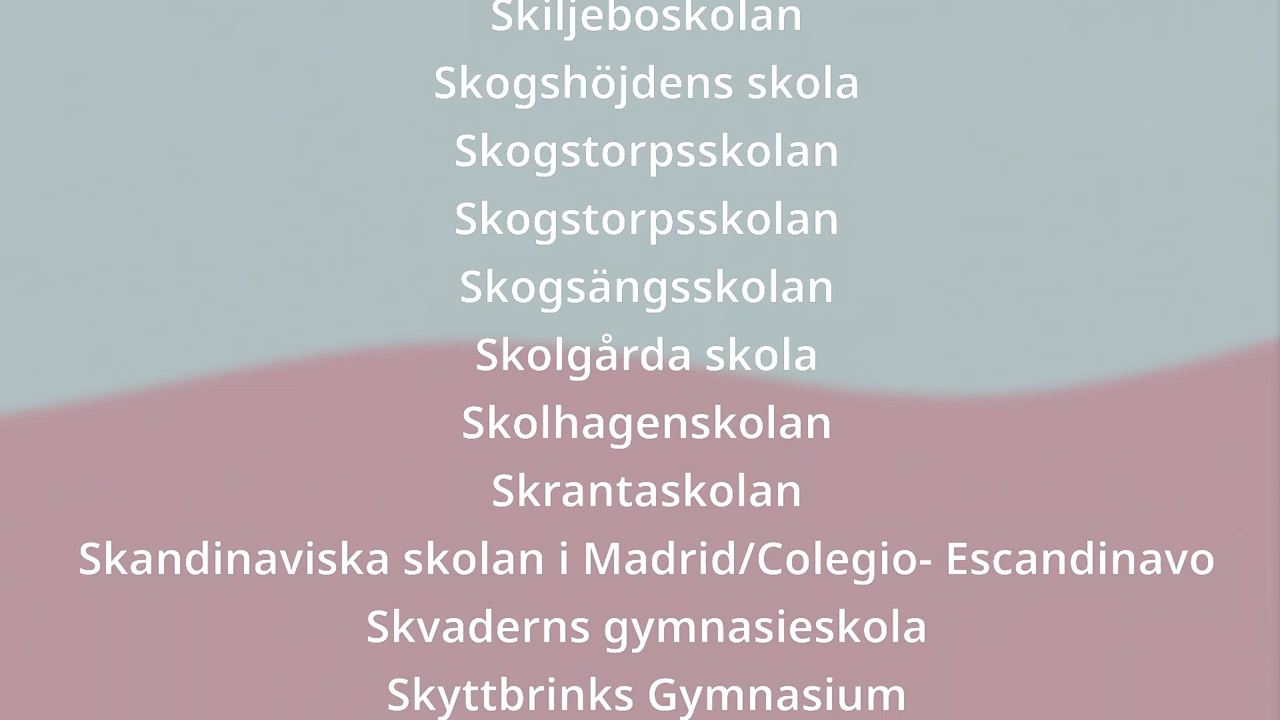 Skiljeboskolan
Skogshöjdens skola
Skogstorpsskolan
Skogstorpsskolan
Skogsängsskolan
Skolgårda skola
Skolhagenskolan
Skrantaskolan
Skandinaviska skolan i Madrid/Colegio- Escandinavo
Skvaderns gymnasieskola
Skyttbrinks Gymnasium